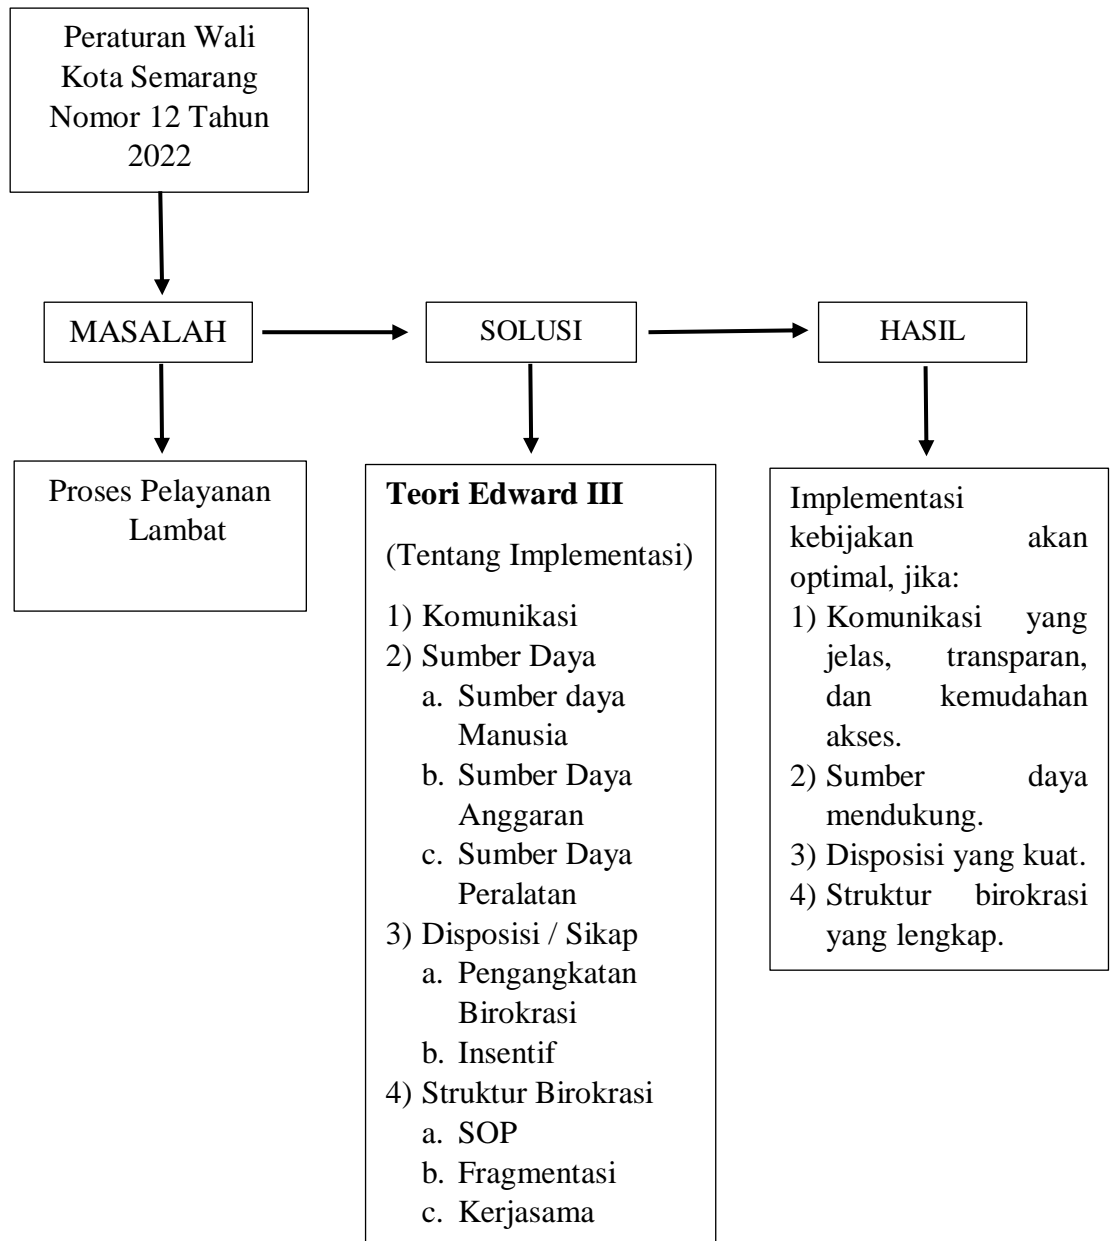 Peraturan Wali
Kota Semarang
Nomor 12 Tahun
2022
MASALAH
SOLUSI
HASIL
Proses Pelayanan
Lambat
Teori Edward III
(Tentang Implementasi)
1) Komunikasi
2) Sumber Daya
a. Sumber daya
Manusia
b. Sumber Daya
Anggaran
c. Sumber Daya
Peralatan
3) Disposisi / Sikap
a. Pengangkatan
Birokrasi
b. Insentif
4) Struktur Birokrasi
a. SOP
b. Fragmentasi
c. Kerjasama
Implementasi
kebijakan akan
optimal, jika:
1) Komunikasi yang
jelas, transparan,
dan kemudahan
akses.
2) Sumber daya
mendukung.
3) Disposisi yang kuat.
4) Struktur birokrasi
yang lengkap.